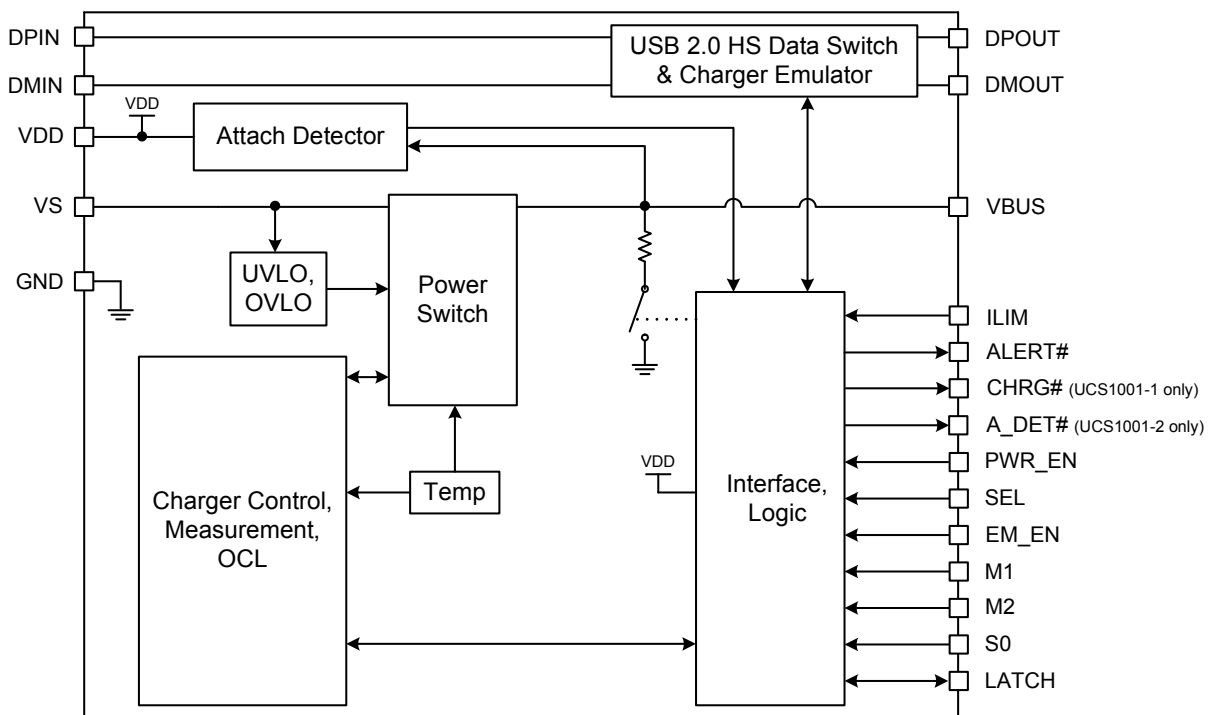 DPIN
USB 2.0 HS Data Switch
& Charger Emulator
DPOUT
DMIN
DMOUT
VDD
VDD
Attach Detector
VS
VBUS
UVLO,
OVLO
Power
Switch
GND
ILIM
ALERT#
CHRG# (UCS1001-1 only)
A_DET# (UCS1001-2 only)
VDD
PWR_EN
Charger Control,
Measurement,
OCL
Temp
Interface,
Logic
SEL
EM_EN
M1
M2
S0
LATCH